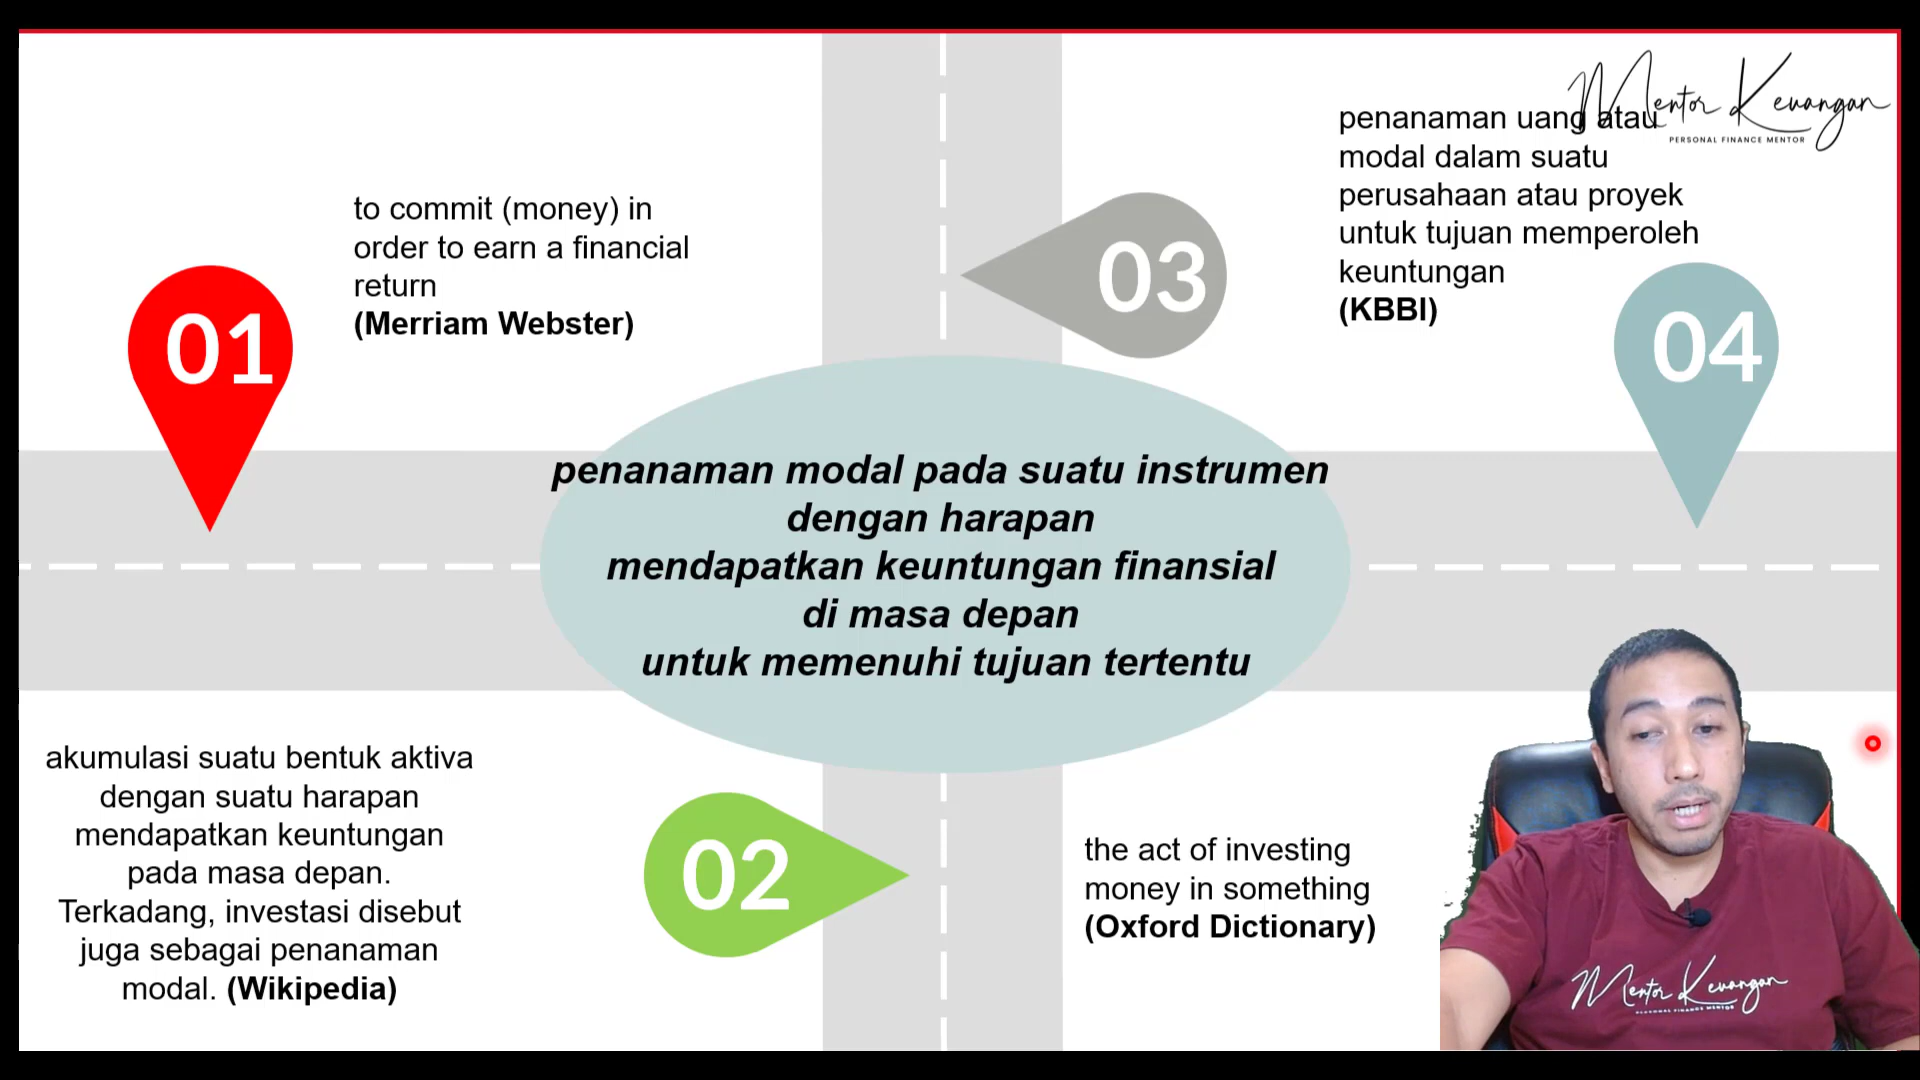 Mentor Keuangan
PERSONAL FINANCE MENTOR
to commit (money) in
order to earn a financial
return
(Merriam Webster)
01
03
penanaman uang atau
modal dalam suatu
perusahaan atau proyek
untuk tujuan memperoleh
keuntungan
(KBBI)
04
penanaman modal pada suatu instrumen
dengan harapan
mendapatkan keuntungan finansial
di masa depan
untuk memenuhi tujuan tertentu
akumulasi suatu bentuk aktiva
dengan suatu harapan
mendapatkan keuntungan
pada masa depan.
Terkadang, investasi disebut
juga sebagai penanaman
modal. (Wikipedia)
02
the act of investing
money in something
(Oxford Dictionary)
Mentor Keuangan
PERSONAL FINANCE MENTOR